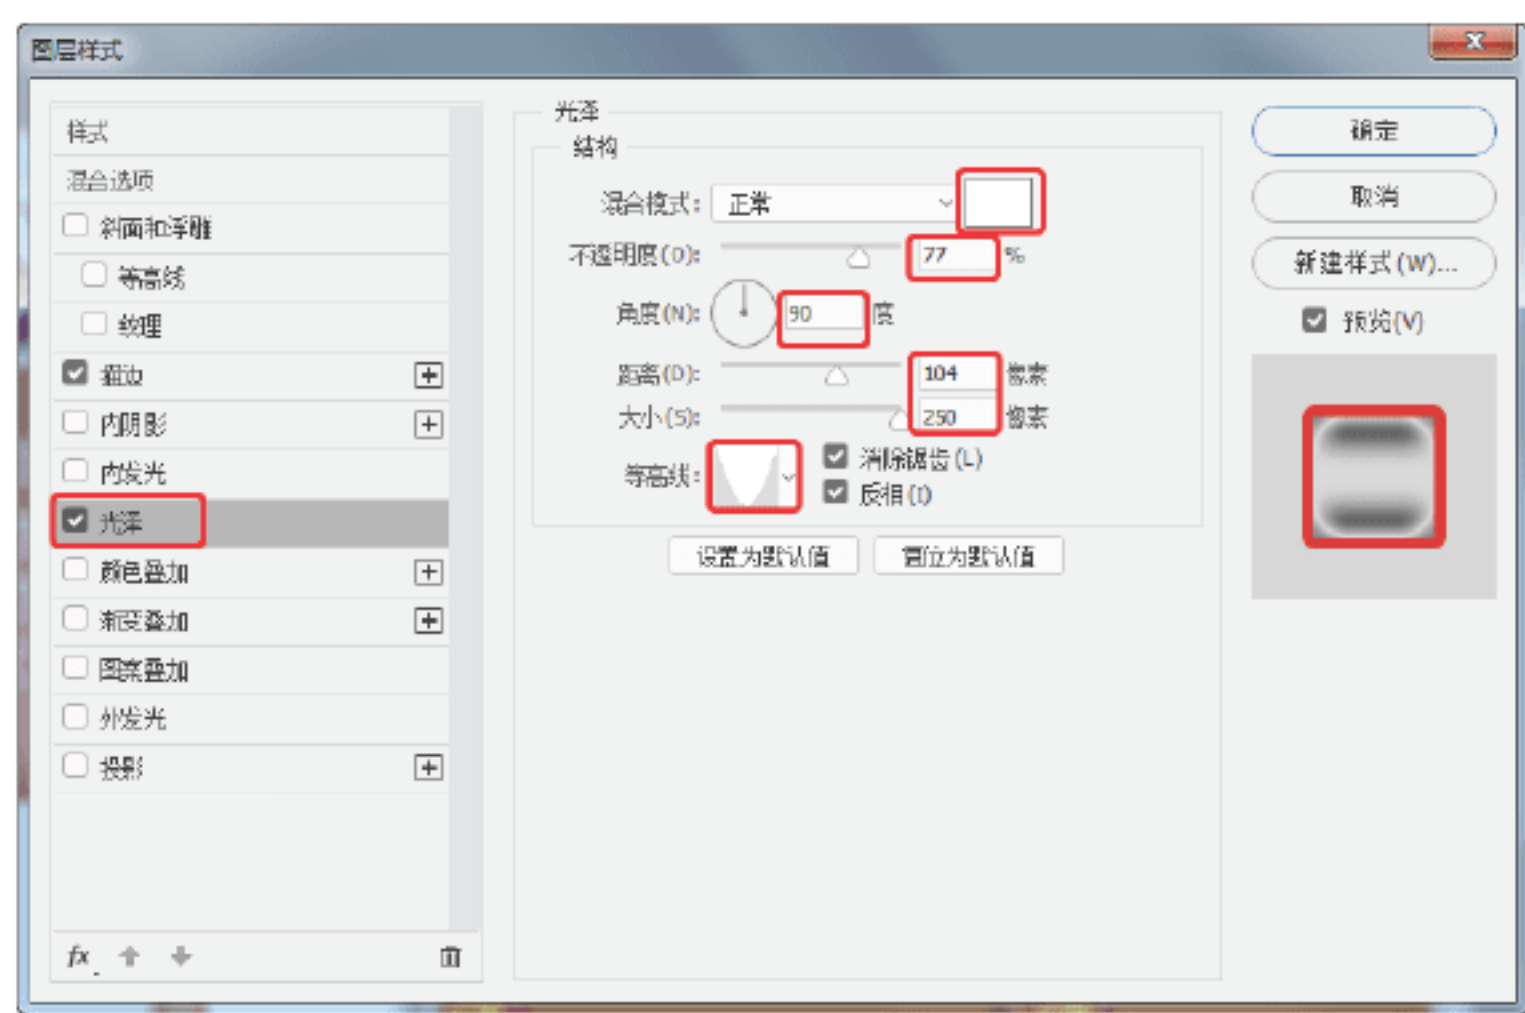 图层样式
样式
混合选项
斜面和浮雕
等高线
纹理
描边
内阴影
内发光
光泽
颜色叠加
渐变叠加
图案叠加
外发光
投影
fx
光泽
结构
混合模式: 正常
不透明度(O): 77 %
角度(N): 90 度
距离(D): 104 像素
大小(S): 250 像素
等高线: 消除锯齿(L)
反相(I)
设置为默认值 复位为默认值
确定
取消
新建样式(W)...
预览(V)